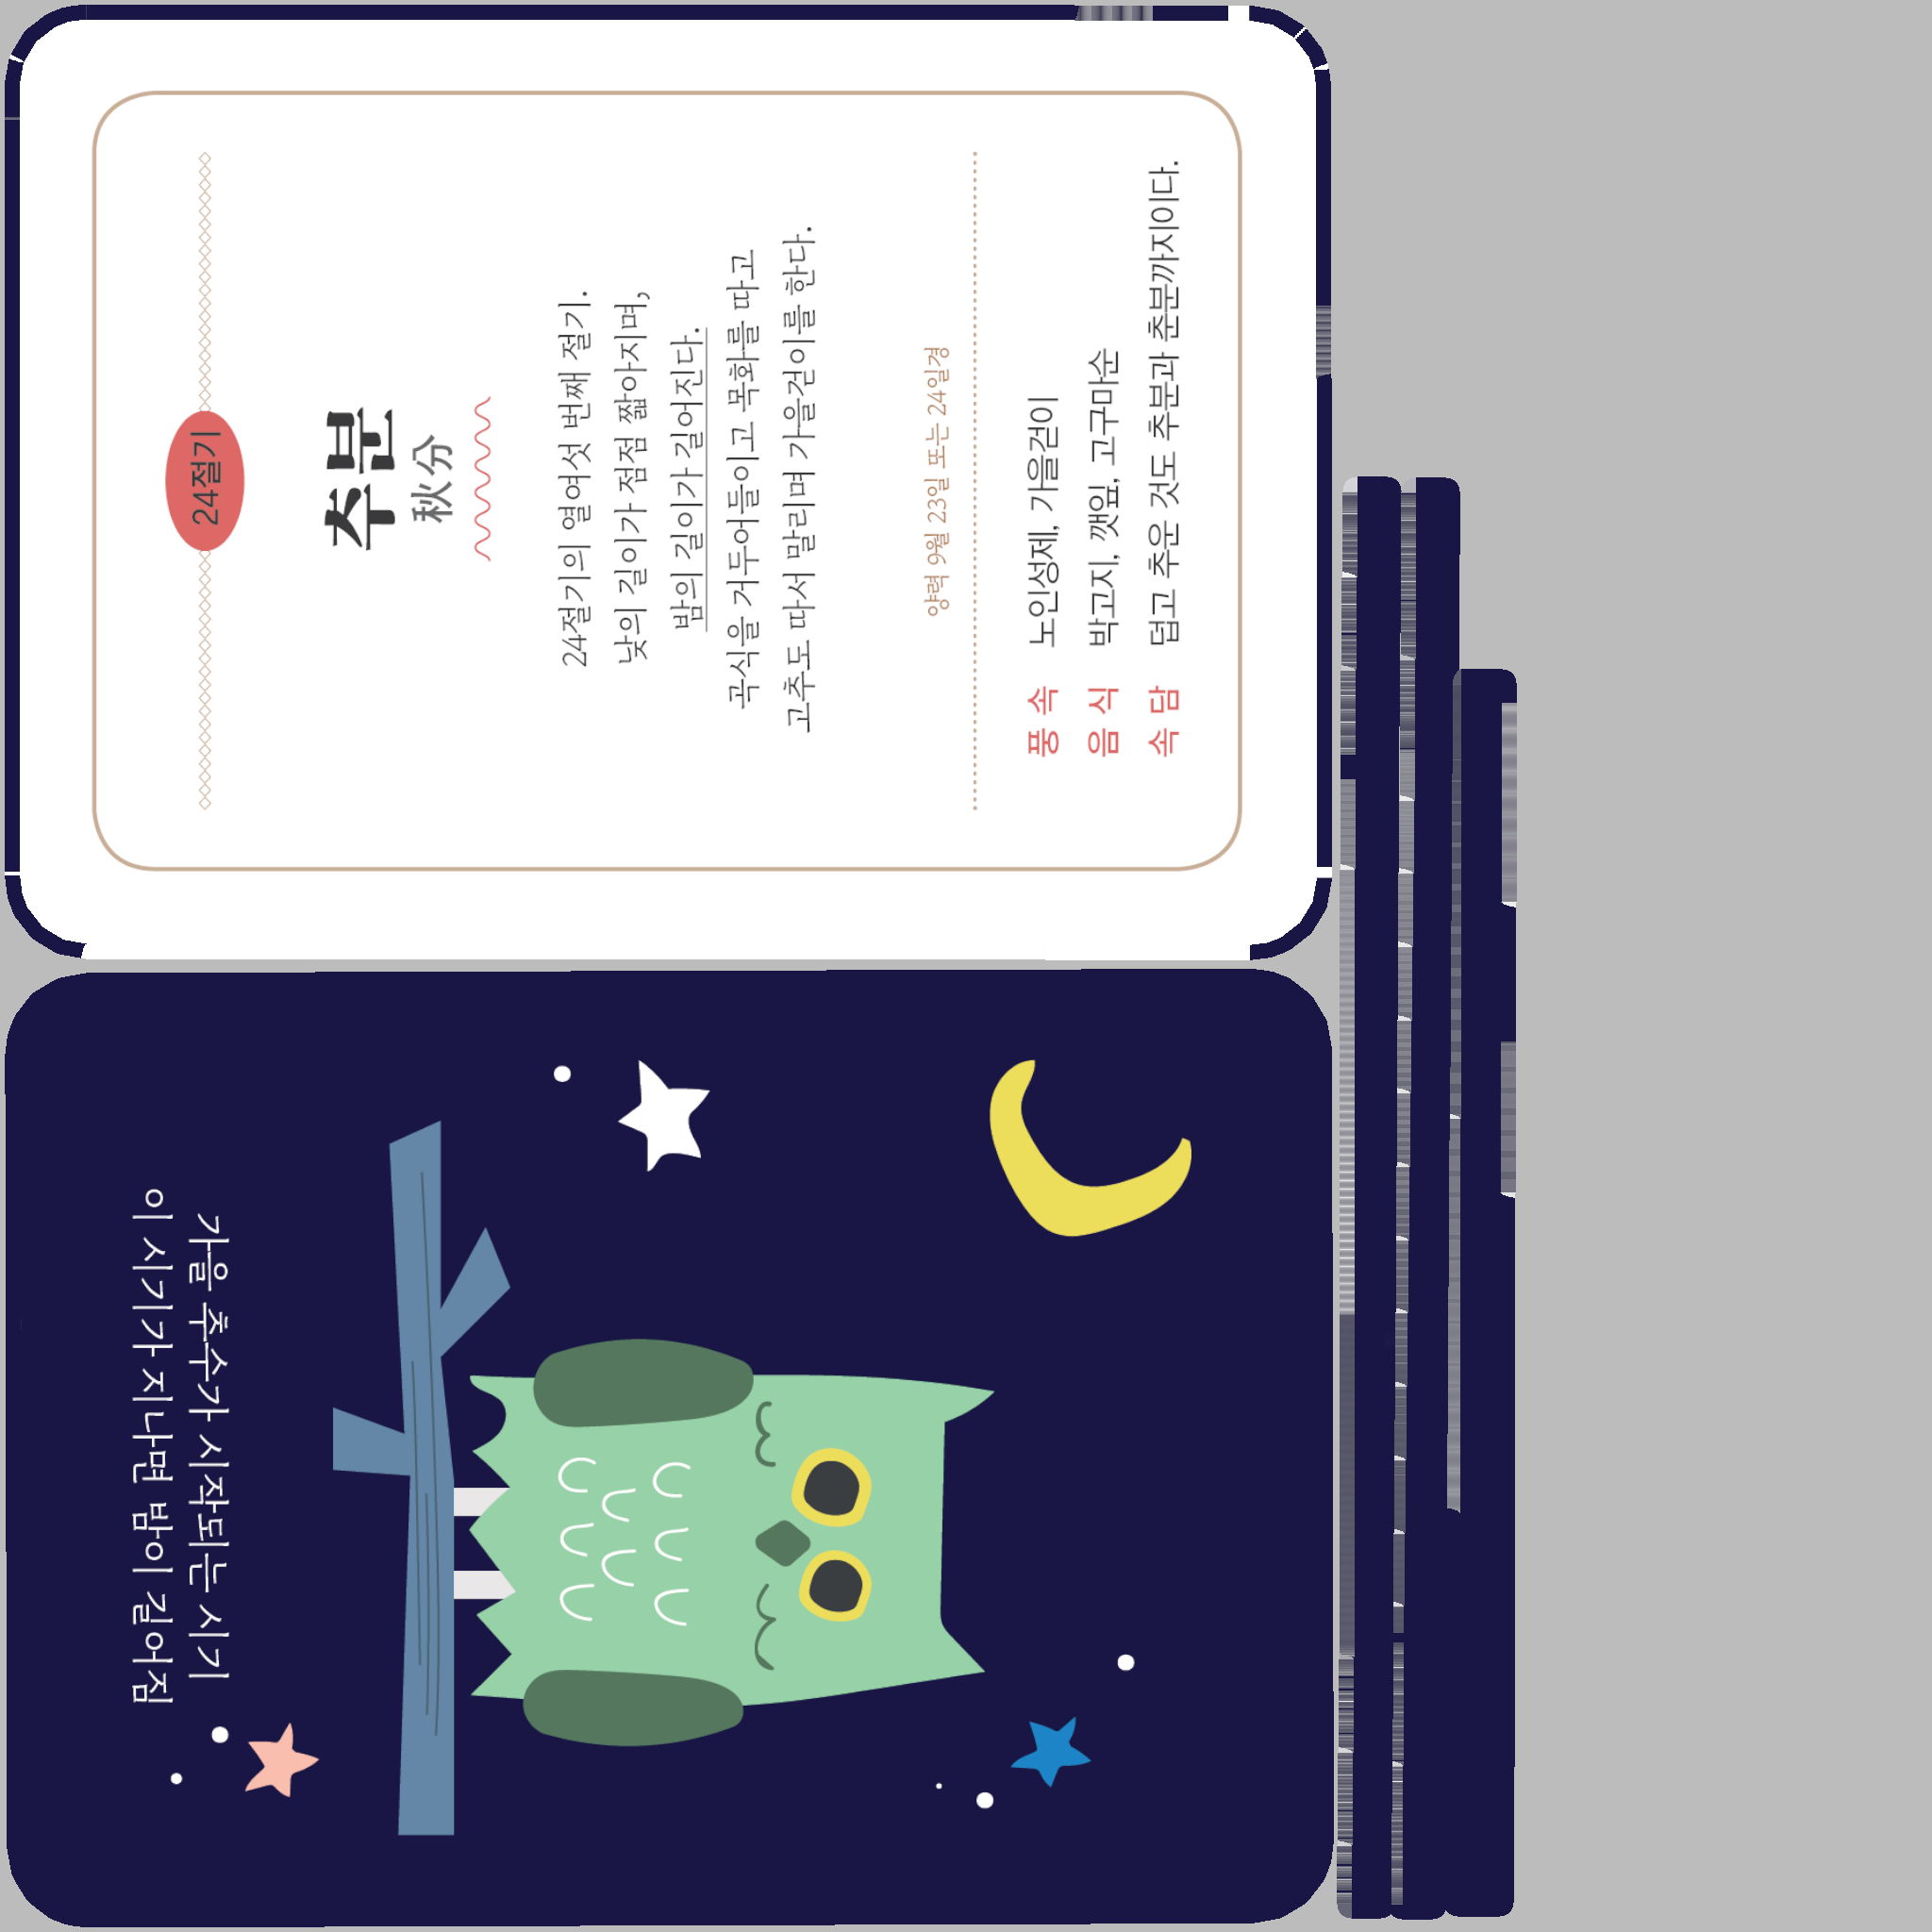 24절기
추분
秋分
24절기의 열여섯 번째 절기.
낮의 길이가 점점 짧아지며,
밤의 길이가 길어진다.
곡식을 거두어들이고 목화를 따고
고추도 따서 말리며 가을걷이를 한다.
양력 9월 23일 또는 24일경
풍속 노인성제, 가을걷이
음식 박고지, 깻잎, 고구마순
속담 덥고 추운 것도 추분과 춘분까지이다.
가을 추수가 시작되는 시기
이 시기가 지나면 밤이 길어짐